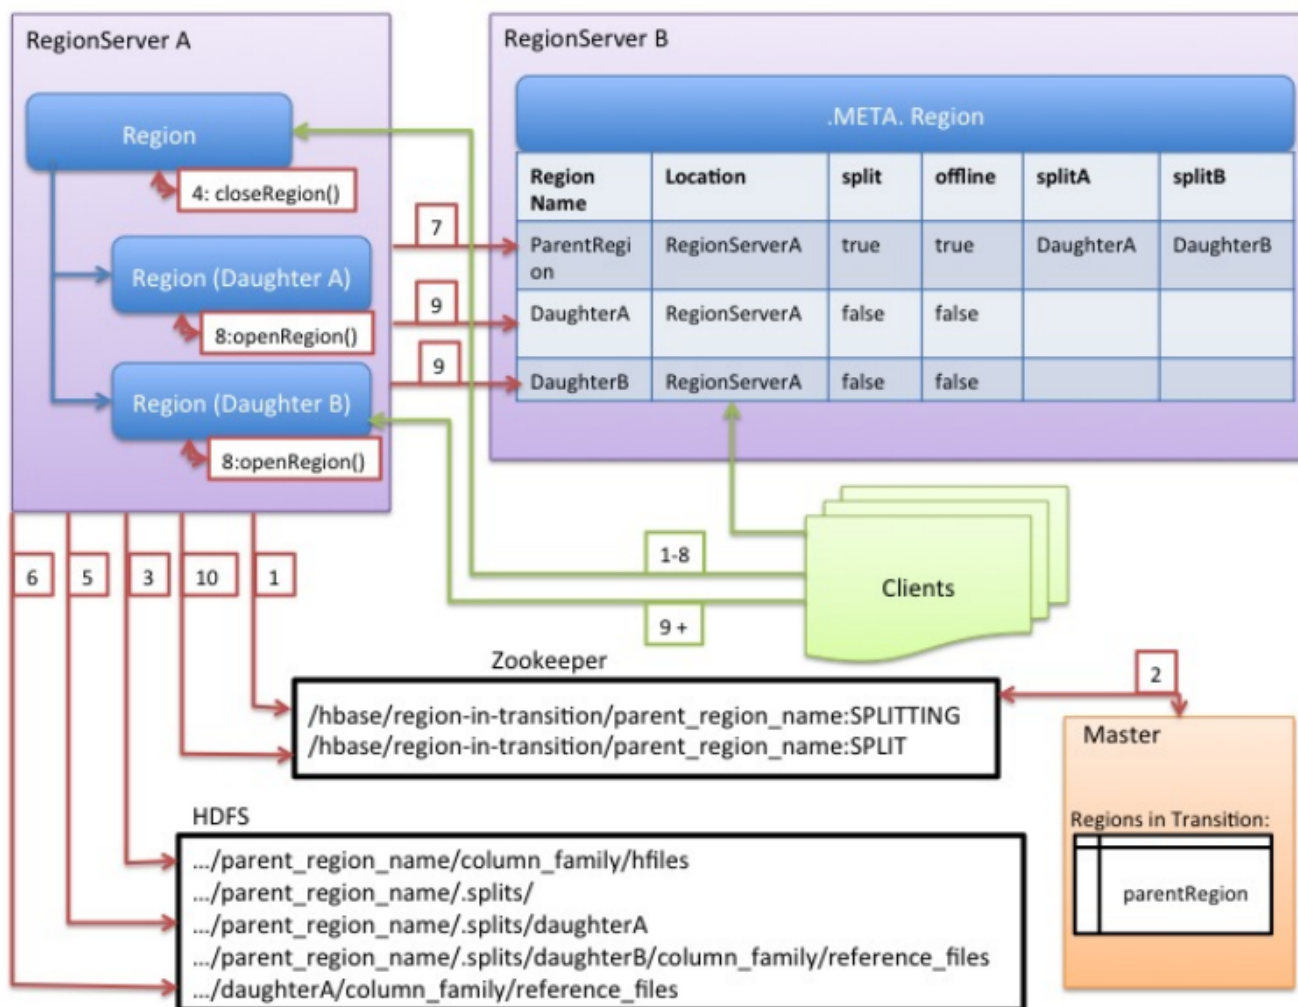 RegionServer A
RegionServer B
Region
4: closeRegion()
Region (Daughter A)
8:openRegion()
Region (Daughter B)
8:openRegion()
.META. Region
Region Name Location split offline splitA splitB
ParentRegi
on RegionServerA true true DaughterA DaughterB
DaughterA RegionServerA false false
DaughterB RegionServerA false false
7
9
9
6 5 3 10 1
1-8
9 +
Clients
2
Zookeeper
/hbase/region-in-transition/parent_region_name:SPLITTING
/hbase/region-in-transition/parent_region_name:SPLIT
Master
Regions in Transition:
parentRegion
HDFS
.../parent_region_name/column_family/hfiles
.../parent_region_name/.splits/
.../parent_region_name/.splits/daughterA
.../parent_region_name/.splits/daughterB/column_family/reference_files
.../daughterA/column_family/reference_files